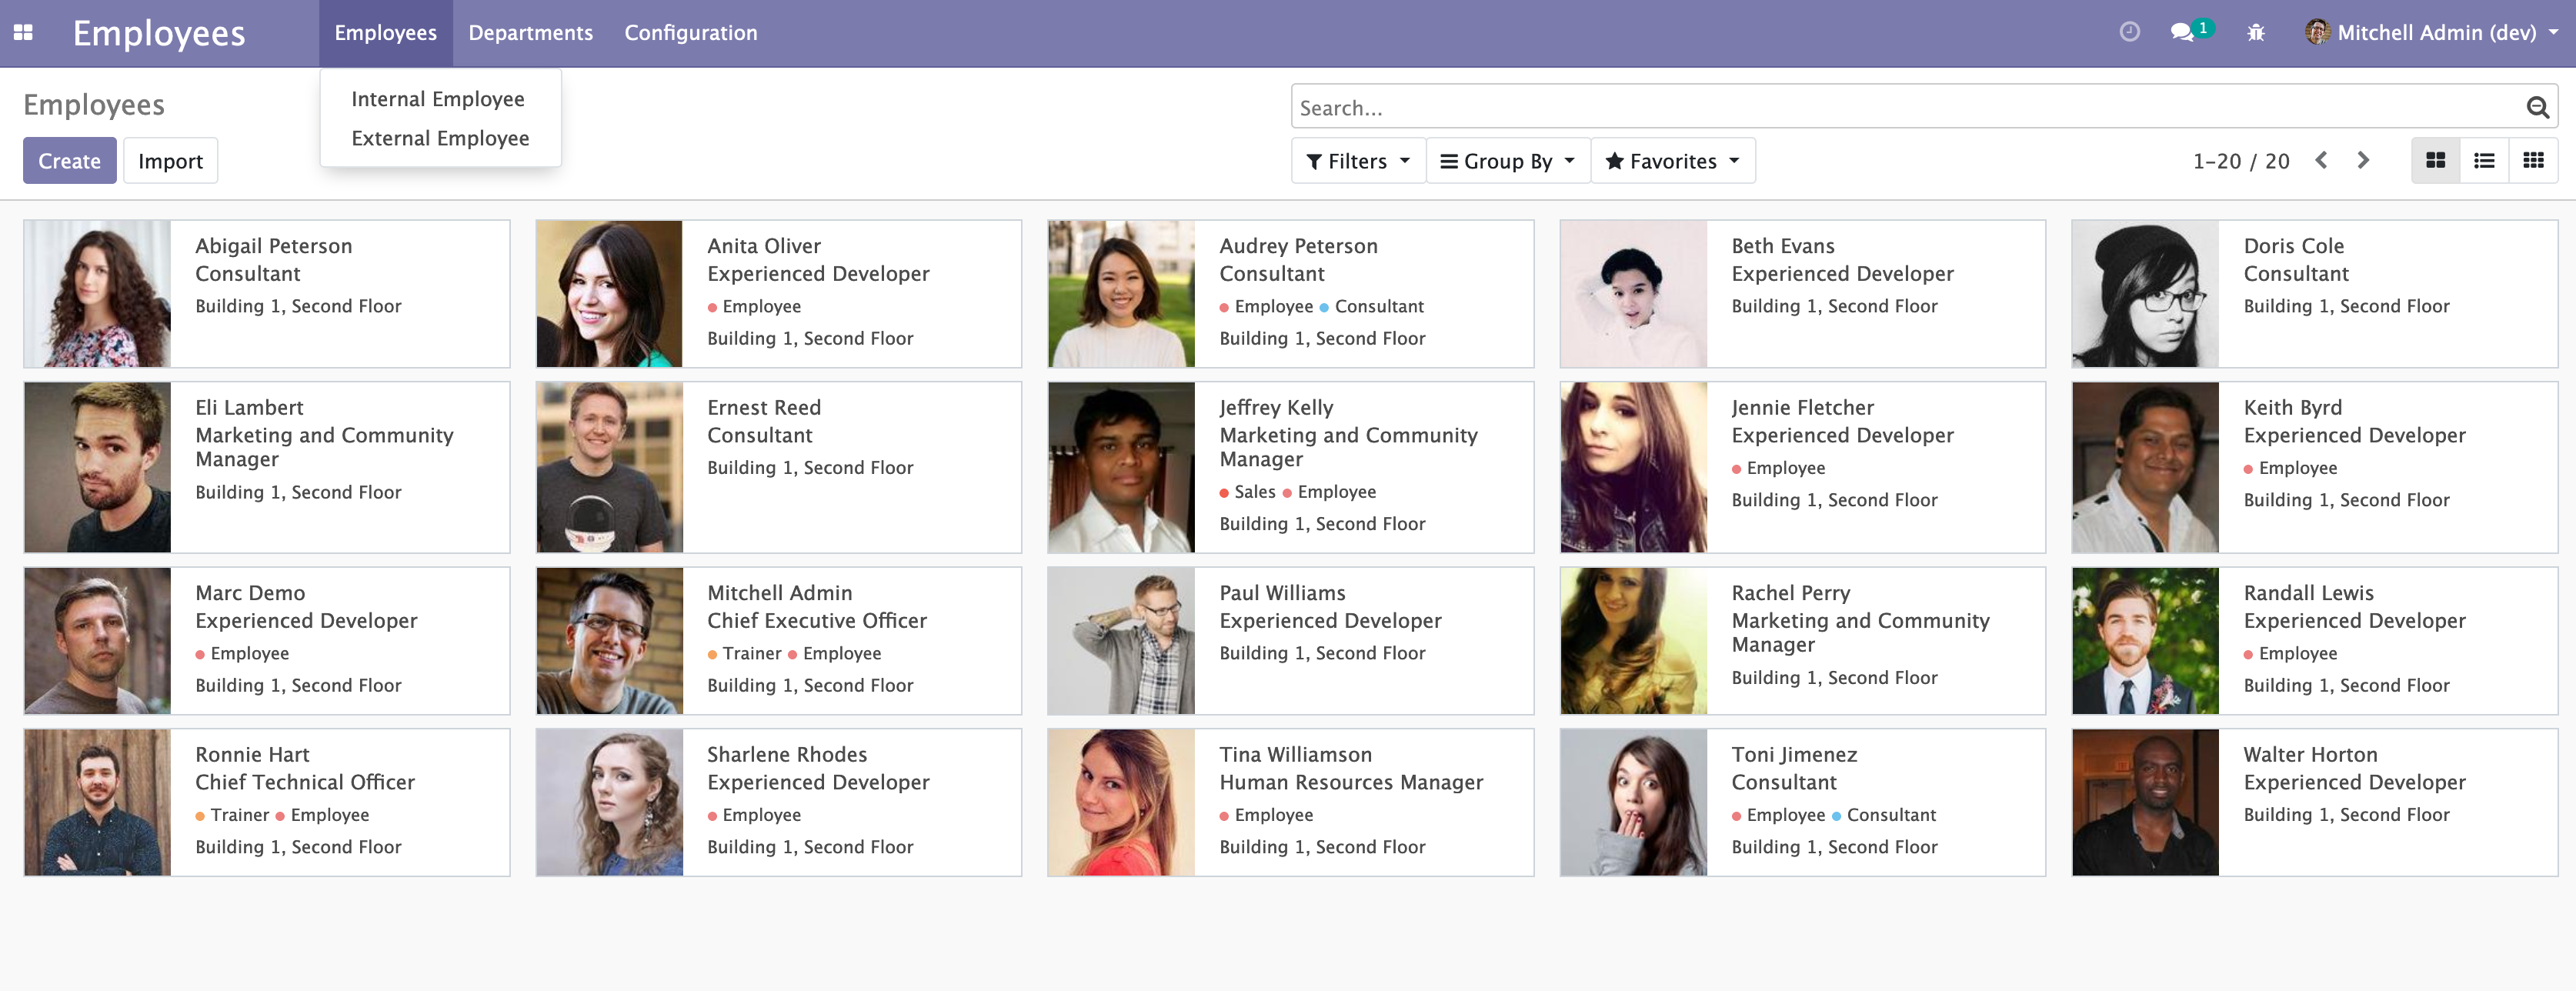 Employees
Employees Departments Configuration
1
Mitchell Admin (dev)
Internal Employee
External Employee
Employees
Create Import
Search...
Filters Group By Favorites
1-20 / 20
Abigail Peterson
Consultant
Building 1, Second Floor
Anita Oliver
Experienced Developer
Employee
Building 1, Second Floor
Audrey Peterson
Consultant
Employee Consultant
Building 1, Second Floor
Beth Evans
Experienced Developer
Building 1, Second Floor
Doris Cole
Consultant
Building 1, Second Floor
Eli Lambert
Marketing and Community
Manager
Building 1, Second Floor
Ernest Reed
Consultant
Building 1, Second Floor
Jeffrey Kelly
Marketing and Community
Manager
Sales Employee
Building 1, Second Floor
Jennie Fletcher
Experienced Developer
Employee
Building 1, Second Floor
Keith Byrd
Experienced Developer
Employee
Building 1, Second Floor
Marc Demo
Experienced Developer
Employee
Building 1, Second Floor
Mitchell Admin
Chief Executive Officer
Trainer Employee
Building 1, Second Floor
Paul Williams
Experienced Developer
Building 1, Second Floor
Rachel Perry
Marketing and Community
Manager
Building 1, Second Floor
Randall Lewis
Experienced Developer
Employee
Building 1, Second Floor
Ronnie Hart
Chief Technical Officer
Trainer Employee
Building 1, Second Floor
Sharlene Rhodes
Experienced Developer
Employee
Building 1, Second Floor
Tina Williamson
Human Resources Manager
Employee
Building 1, Second Floor
Toni Jimenez
Consultant
Employee Consultant
Building 1, Second Floor
Walter Horton
Experienced Developer
Building 1, Second Floor